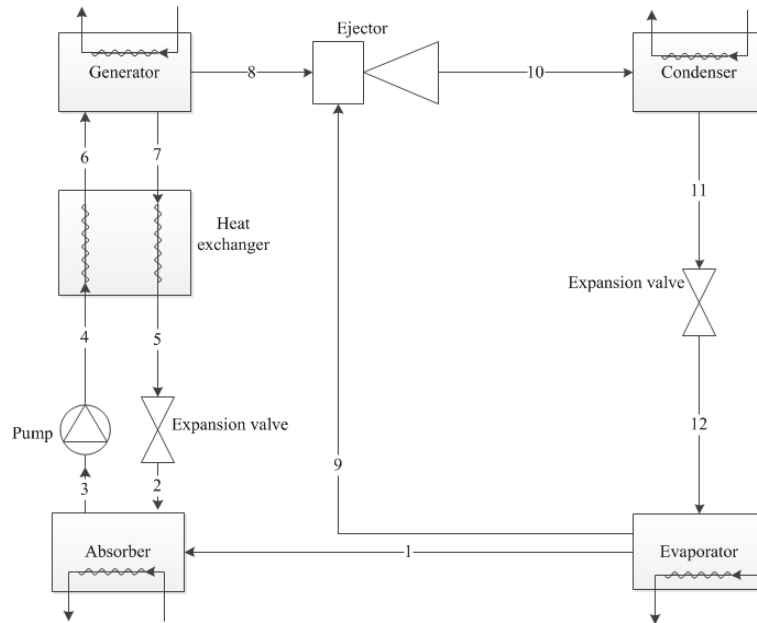 Ejector
Generator
8
10
Condenser
6
7
11
Heat
exchanger
Expansion valve
4
5
12
Pump
Expansion valve
9
3
2
Absorber
1
Evaporator